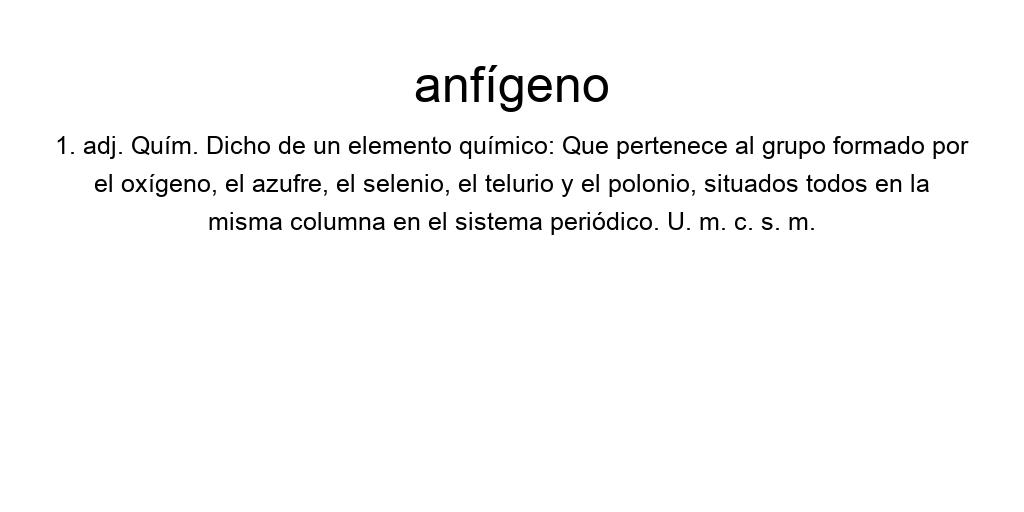 anfígeno
1. adj. Quím. Dicho de un elemento químico: Que pertenece al grupo formado por
el oxígeno, el azufre, el selenio, el telurio y el polonio, situados todos en la
misma columna en el sistema periódico. U. m. c. s. m.